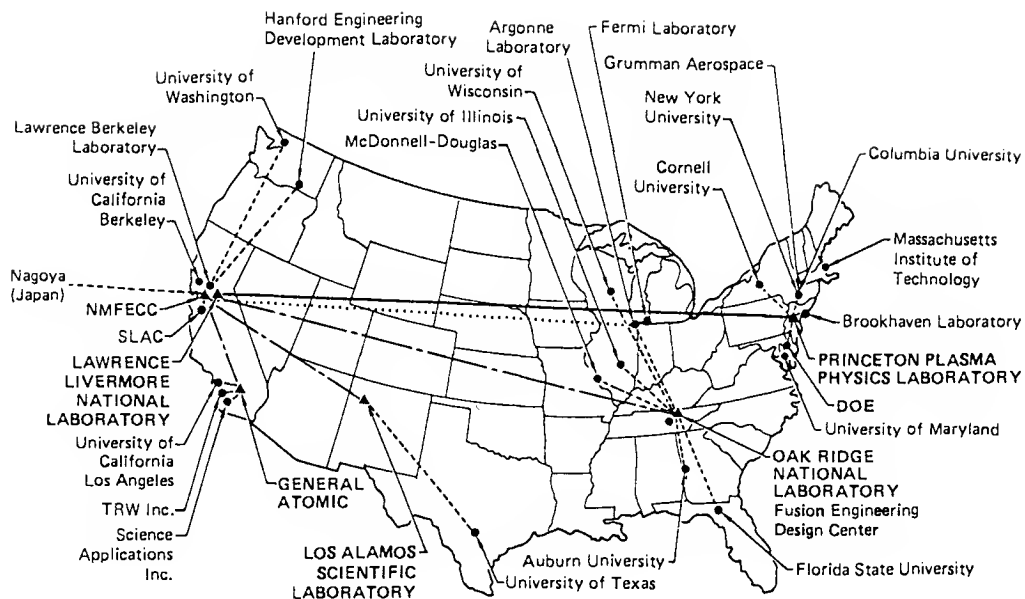 Hanford Engineering
Development Laboratory
Argonne
Laboratory
Fermi Laboratory
Grumman Aerospace
University of
Washington
University of
Wisconsin
New York
University
University of Illinois
McDonnell-Douglas
Lawrence Berkeley
Laboratory
Cornell
University
Columbia University
University of
California
Berkeley
Massachusetts
Institute of
Technology
Nagoya
(Japan)
NMFECC
SLAC
Brookhaven Laboratory
LAWRENCE
LIVERMORE
NATIONAL
LABORATORY
PRINCETON PLASMA
PHYSICS LABORATORY
DOE
University of Maryland
University of
California
Los Angeles
TRW Inc.
Science
Applications
Inc.
GENERAL
ATOMIC
LOS ALAMOS
SCIENTIFIC
LABORATORY
OAK RIDGE
NATIONAL
LABORATORY
Fusion Engineering
Design Center
Auburn University
University of Texas
Florida State University